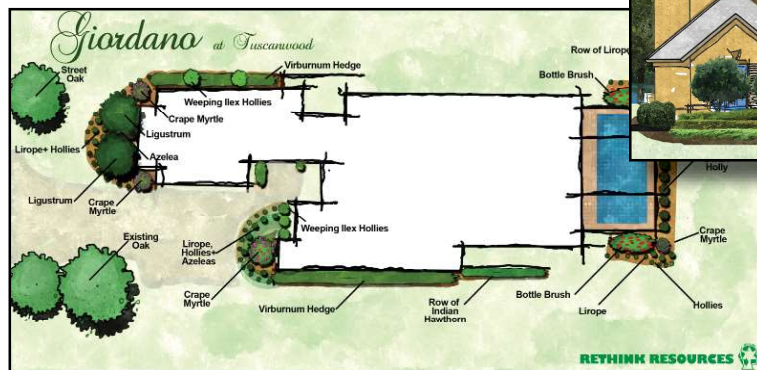 Giordano at Tuscanwood
Street
Oak
Virburnum Hedge
Weeping Ilex Hollies
Crape Myrtle
Ligustrum
Lirope+ Hollies
Azelea
Ligustrum
Crape
Myrtle
Existing
Oak
Lirope,
Hollies+
Azeleas
Weeping Ilex Hollies
Crape
Myrtle
Virburnum Hedge
Row of
Indian
Hawthorn
Row of Lirope
Bottle Brush
Holly
Crape
Myrtle
Bottle Brush
Lirope
Hollies
RETHINK RESOURCES